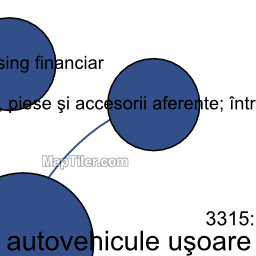 sing financiar
, piese şi accesorii aferente; într
MapTiler.com
3315:
autovehicule uşoare